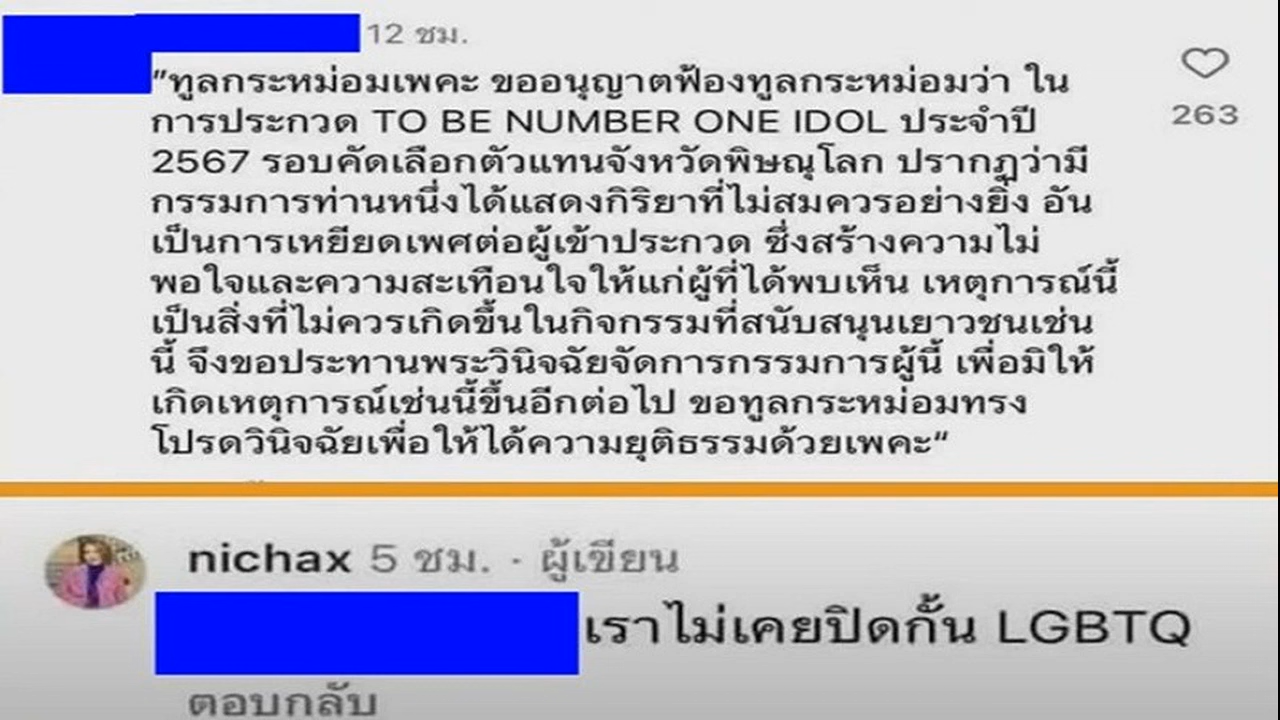 12 ชม.
"ทูลกระหม่อมเพคะ ขออนุญาตฟ้องทูลกระหม่อมว่า ใน
การประกวด TO BE NUMBER ONE IDOL ประจำปี
2567 รอบคัดเลือกตัวแทนจังหวัดพิษณุโลก ปรากฏว่ามี
กรรมการท่านหนึ่งได้แสดงกิริยาที่ไม่สมควรอย่างยิ่ง อัน
เป็นการเหยียดเพศต่อผู้เข้าประกวด ซึ่งสร้างความไม่
พอใจและความสะเทือนใจให้แก่ผู้ที่ได้พบเห็น เหตุการณ์นี้
เป็นสิ่งที่ไม่ควรเกิดขึ้นในกิจกรรมที่สนับสนุนเยาวชนเช่น
นี้ จึงขอประทานพระวินิจฉัยจัดการกรรมการผู้นี้ เพื่อมิให้
เกิดเหตุการณ์เช่นนี้ขึ้นอีกต่อไป ขอทูลกระหม่อมทรง
โปรดวินิจฉัยเพื่อให้ได้ความยุติธรรมด้วยเพคะ"
263
nichax 5 ชม. · ผู้เขียน
เราไม่เคยปิดกั้น LGBTQ
ตอบกลับ